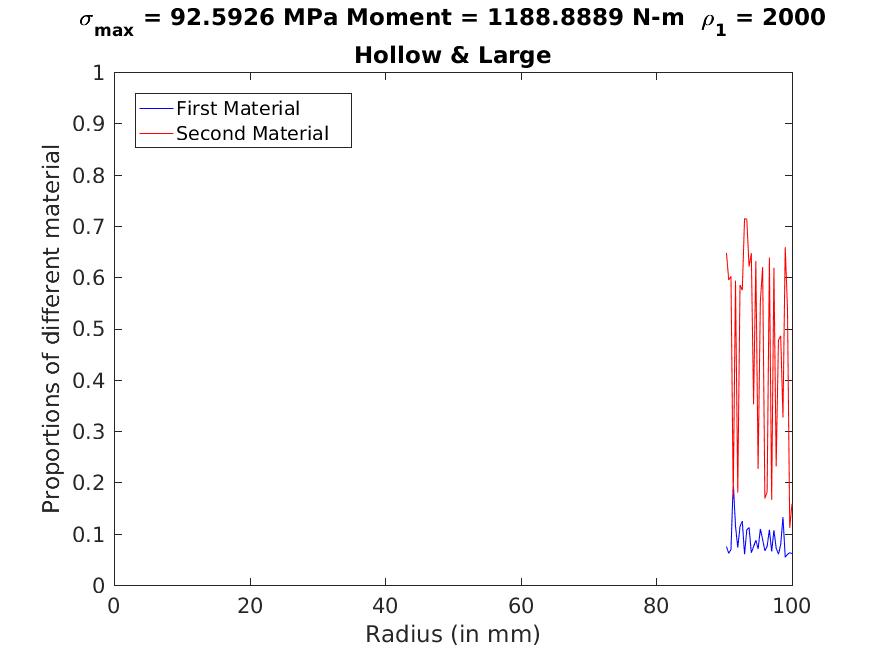 σmax = 92.5926 MPa Moment = 1188.8889 N-m ρ1 = 2000
Hollow & Large
First Material
Second Material
1
0.9
0.8
0.7
0.6
0.5
0.4
0.3
0.2
0.1
0
Proportions of different material
0 20 40 60 80 100
Radius (in mm)